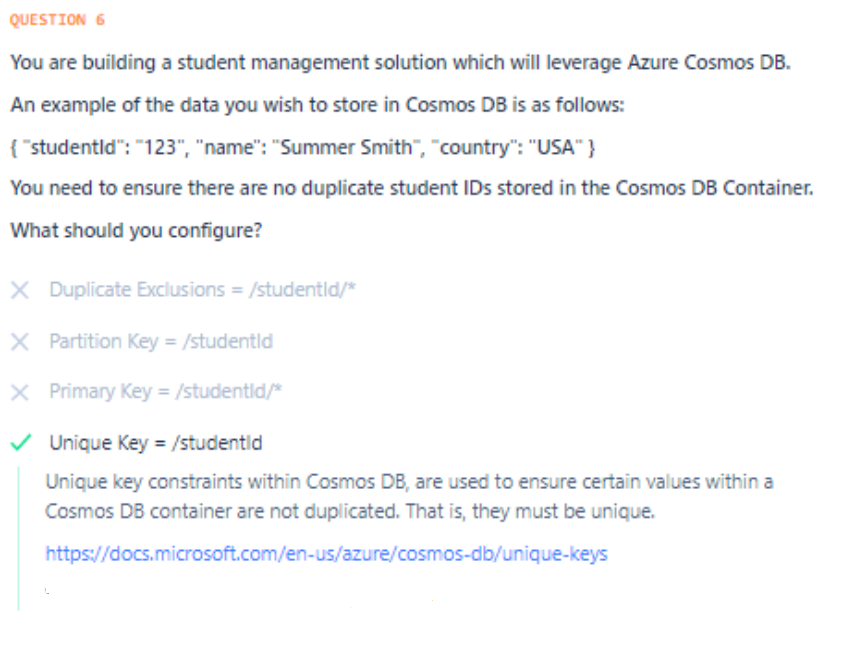 QUESTION 6
You are building a student management solution which will leverage Azure Cosmos DB.
An example of the data you wish to store in Cosmos DB is as follows:
{ "studentId": "123", "name": "Summer Smith", "country": "USA" }
You need to ensure there are no duplicate student IDs stored in the Cosmos DB Container.
What should you configure?
Duplicate Exclusions = /studentId/*
Partition Key = /studentId
Primary Key = /studentId/*
Unique Key = /studentId
Unique key constraints within Cosmos DB, are used to ensure certain values within a
Cosmos DB container are not duplicated. That is, they must be unique.
https://docs.microsoft.com/en-us/azure/cosmos-db/unique-keys